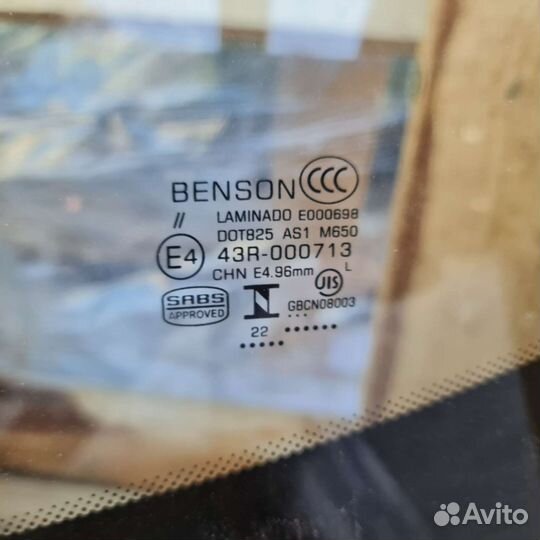 BENSON CCC
// LAMINADO E000698
DOT825 AS1 M650
E4 43R-000713
CHN E4.96mm JIS L
SABS APPROVED N GBCN08003
22
Avito